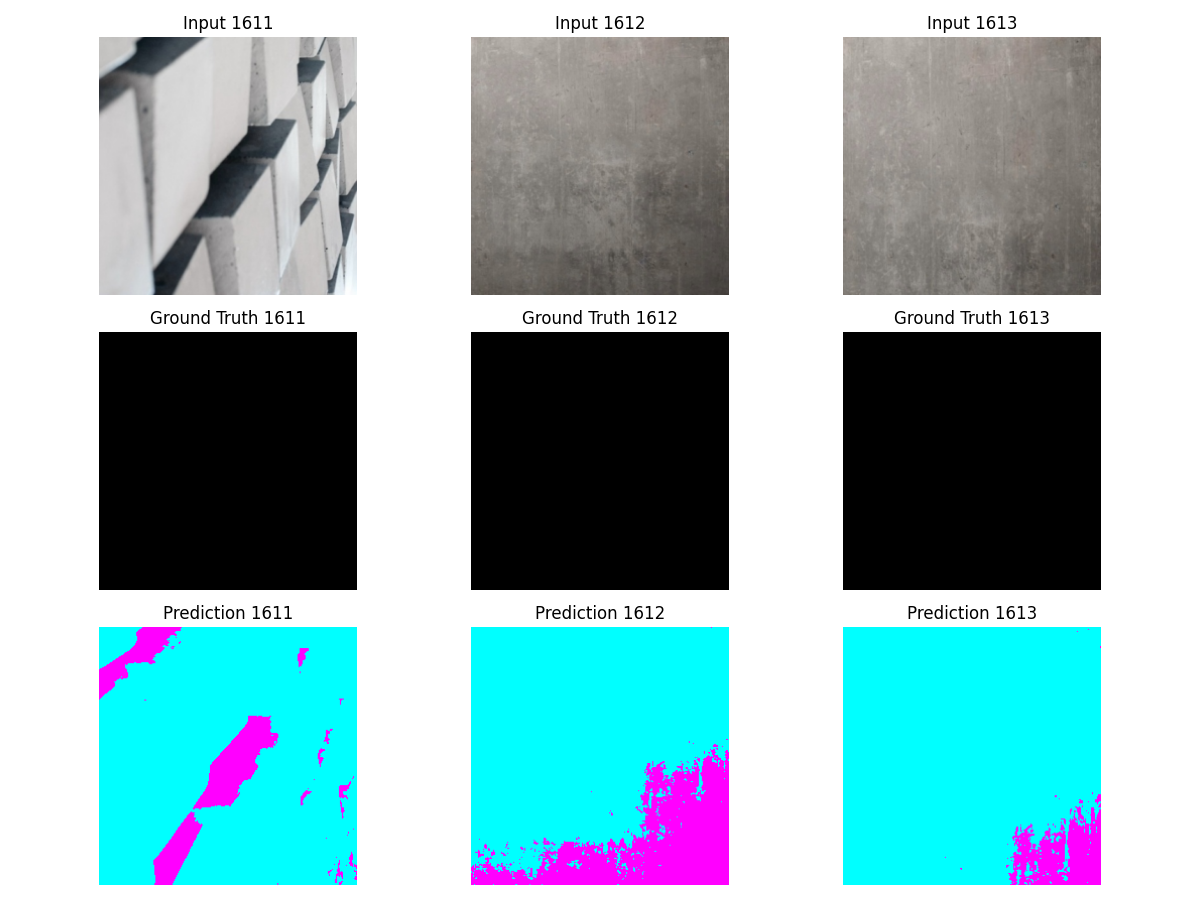 Input 1611
Input 1612
Input 1613
Ground Truth 1611
Ground Truth 1612
Ground Truth 1613
Prediction 1611
Prediction 1612
Prediction 1613